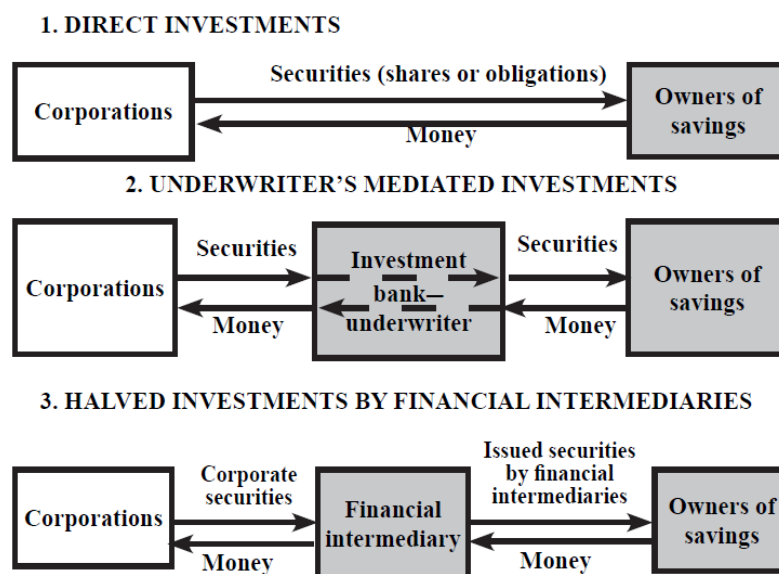 1. DIRECT INVESTMENTS
Securities (shares or obligations)
Corporations
Owners of
savings
Money
2. UNDERWRITER’S MEDIATED INVESTMENTS
Securities
Securities
Corporations
Investment
bank—
underwriter
Owners of
savings
Money
Money
3. HALVED INVESTMENTS BY FINANCIAL INTERMEDIARIES
Corporate
securities
Issued securities
by financial
intermediaries
Corporations
Financial
intermediary
Owners of
savings
Money
Money